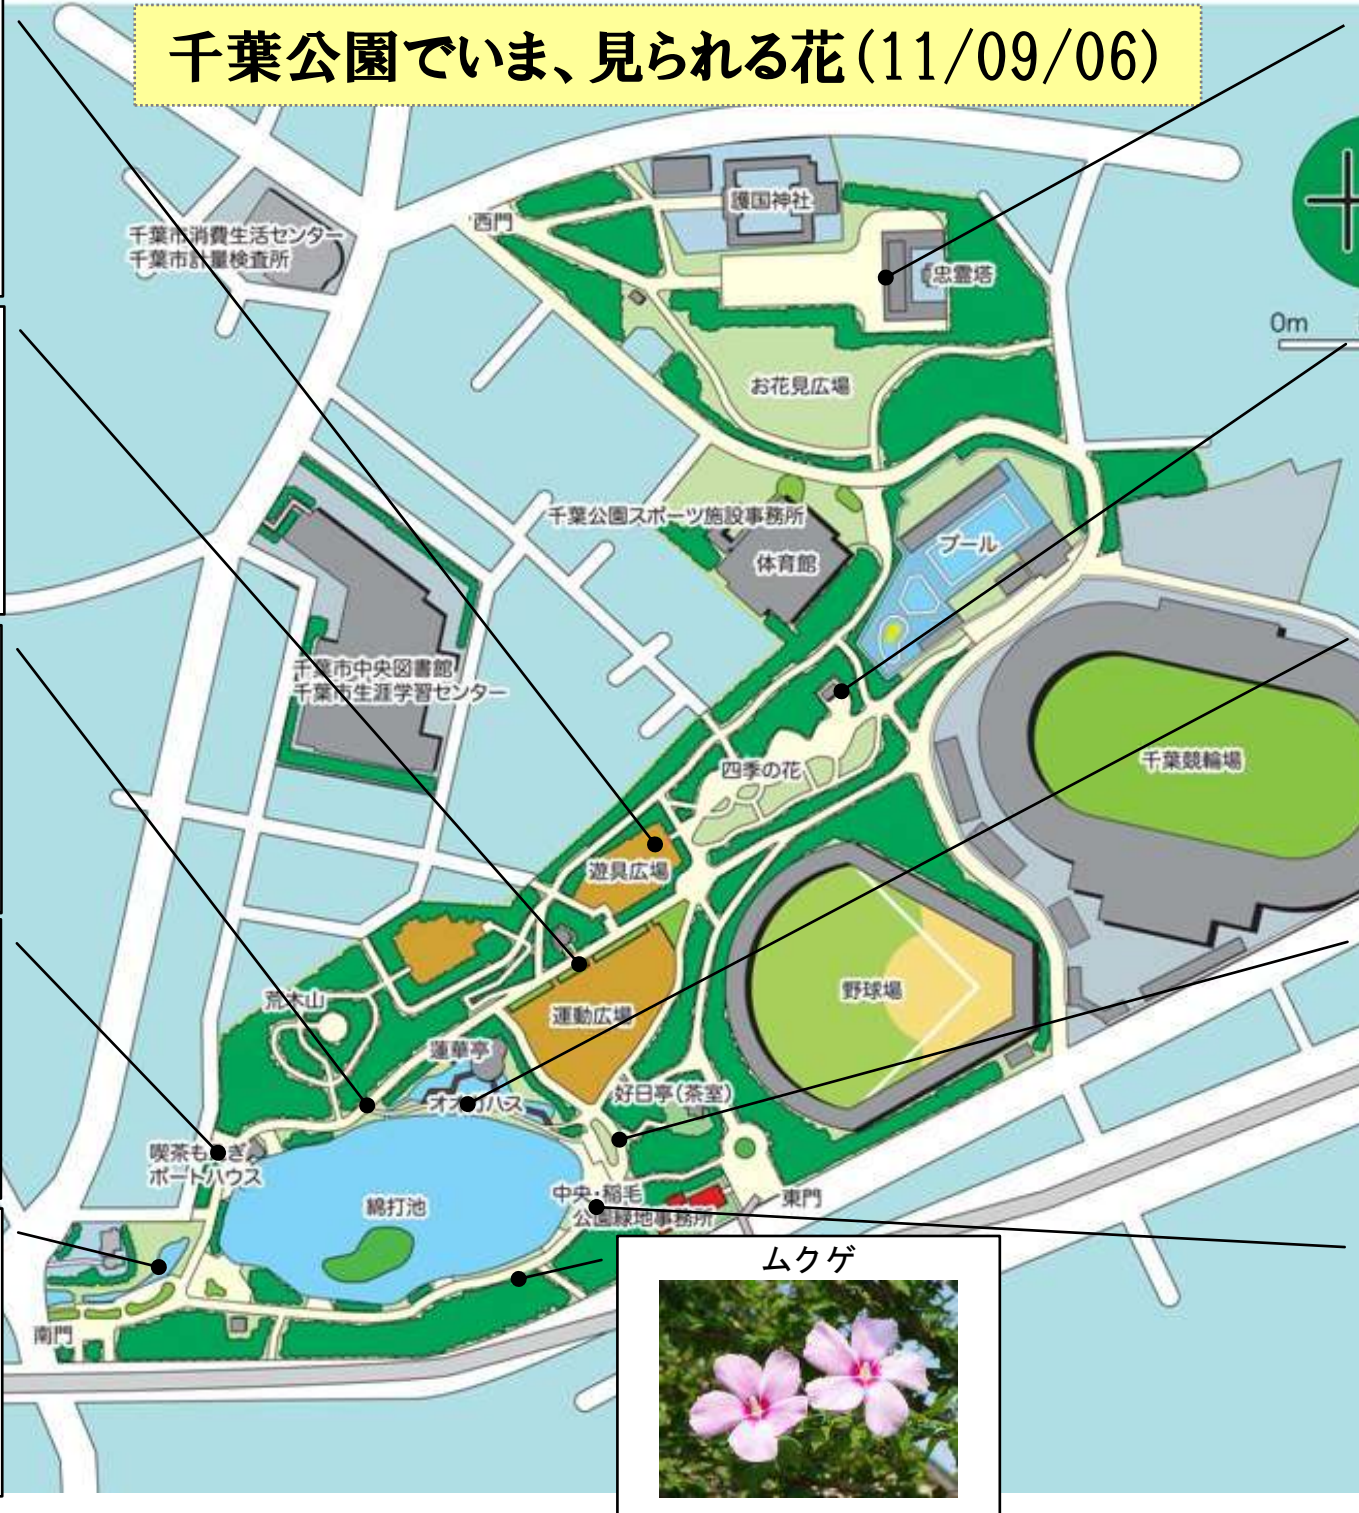 千葉公園でいま、見られる花(11/09/06)
護国神社
西門
千葉市消費生活センター
千葉市計量検査所
忠霊塔
0m
お花見広場
千葉公園スポーツ施設事務所
体育館
プール
千葉市中央図書館
千葉市生涯学習センター
四季の花
千葉競輪場
遊具広場
野球場
荒木山
運動広場
蓮華亭
オオガハス
好日亭(茶室)
ボートハウス
綿打池
中央・稲毛
公園緑地事務所
東門
南門
ムクゲ